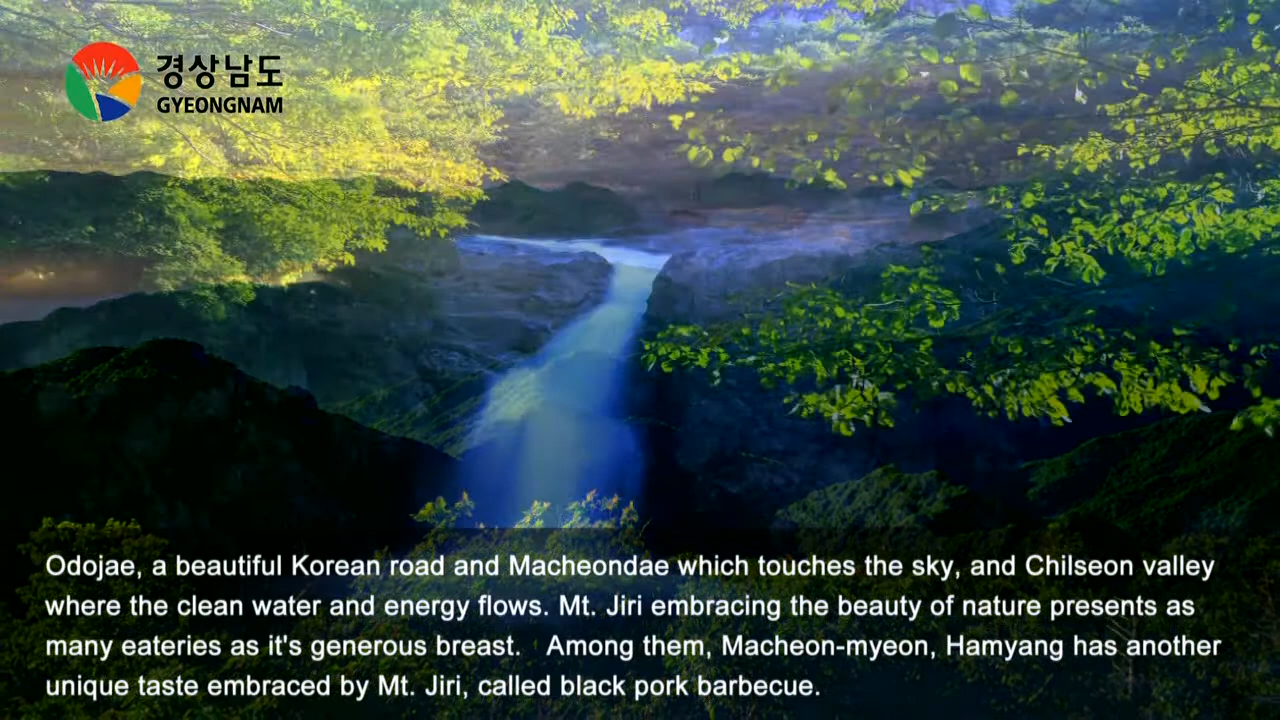 경상남도
GYEONGNAM
Odojae, a beautiful Korean road and Macheondae which touches the sky, and Chilseon valley
where the clean water and energy flows. Mt. Jiri embracing the beauty of nature presents as
many eateries as it's generous breast.   Among them, Macheon-myeon, Hamyang has another
unique taste embraced by Mt. Jiri, called black pork barbecue.